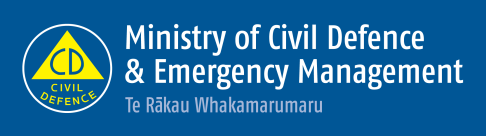 CD
CIVIL
DEFENCE
Ministry of Civil Defence
& Emergency Management
Te Rākau Whakamarumaru